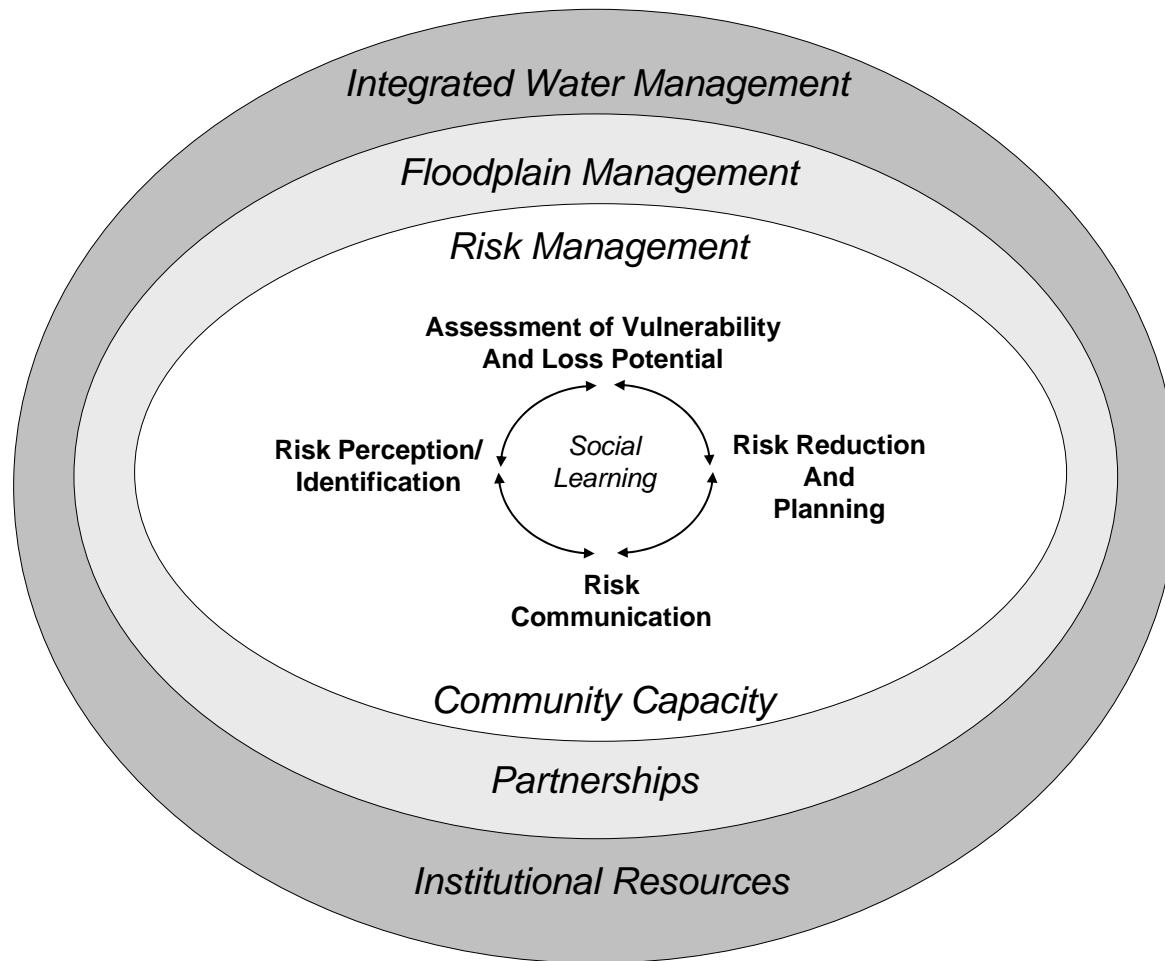 Integrated Water Management
Floodplain Management
Risk Management
Assessment of Vulnerability
And Loss Potential
Risk Perception/
Identification
Social
Learning
Risk Reduction
And
Planning
Risk
Communication
Community Capacity
Partnerships
Institutional Resources